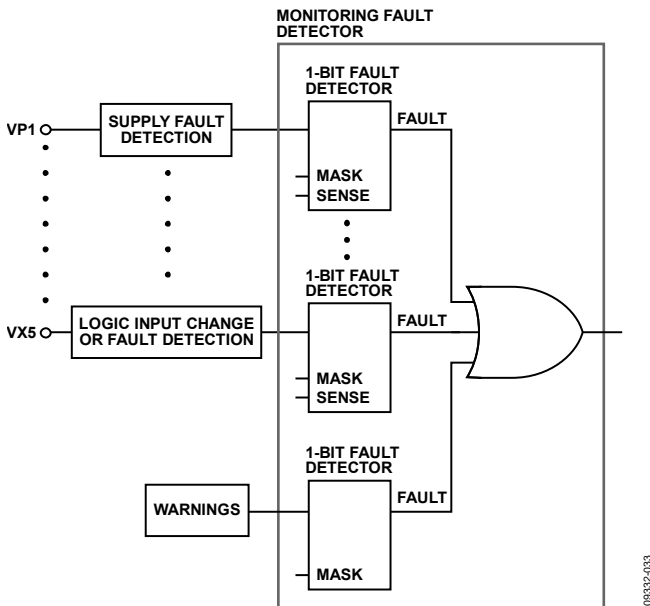 MONITORING FAULT
DETECTOR
1-BIT FAULT
DETECTOR
VP1
SUPPLY FAULT
DETECTION
FAULT
MASK
SENSE
1-BIT FAULT
DETECTOR
VX5
LOGIC INPUT CHANGE
OR FAULT DETECTION
FAULT
MASK
SENSE
1-BIT FAULT
DETECTOR
WARNINGS
FAULT
MASK
09332-033